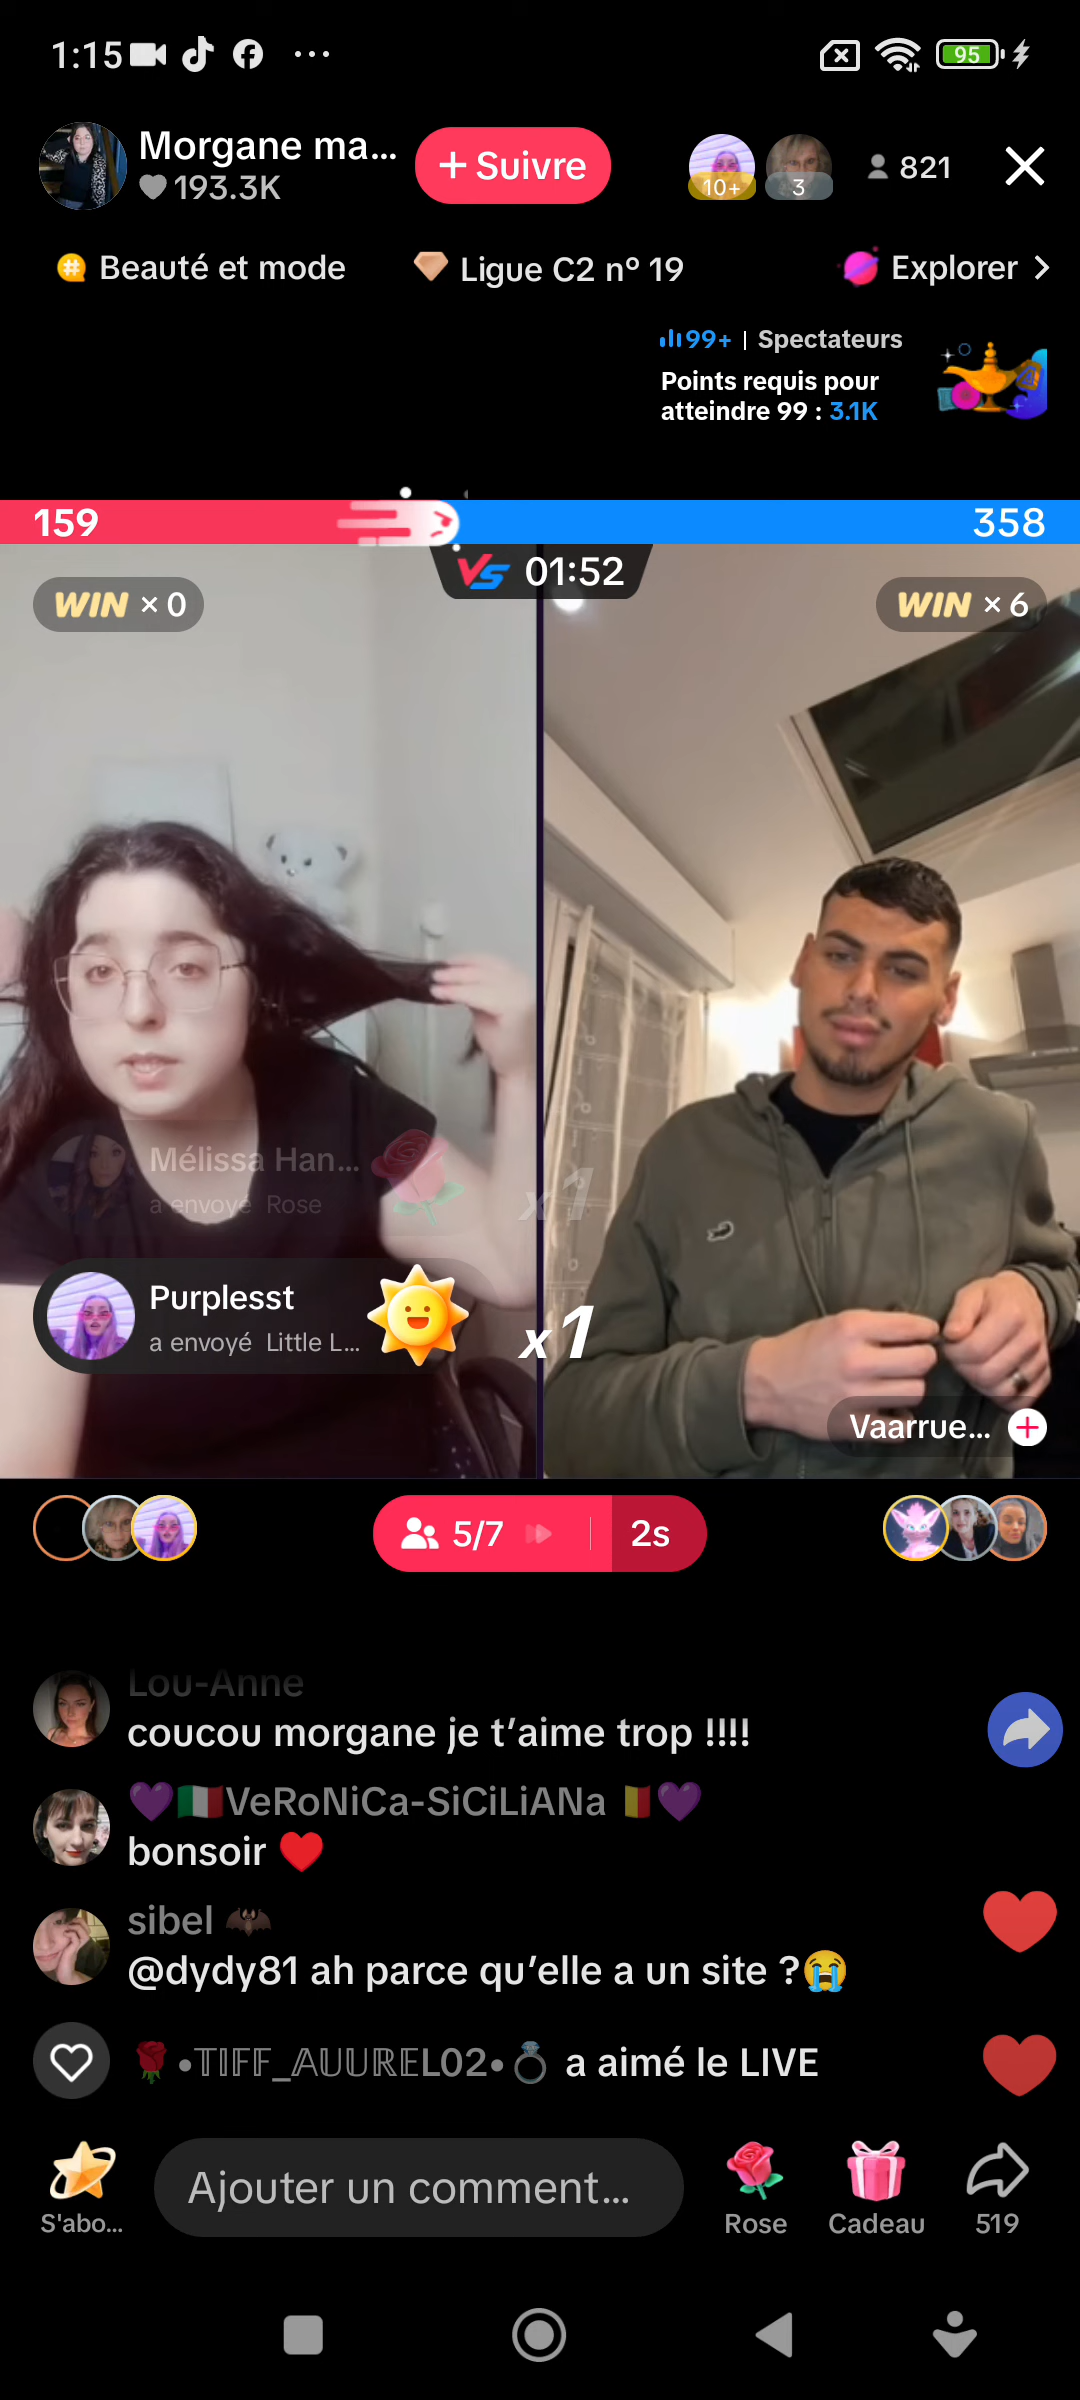 1:15
95
Morgane ma...
193.3K
+ Suivre
10+
3
821
Beauté et mode
Ligue C2 n° 19
Explorer >
99+ | Spectateurs
Points requis pour
atteindre 99 : 3.1K
159
358
VS 01:52
WIN × 0
WIN × 6
Mélissa Han...
a envoyé Rose
x1
Purplesst
a envoyé Little L...
x1
Vaarrue...
5/7
2s
Lou-Anne
coucou morgane je t’aime trop !!!!
💜🇮🇹VeRoNiCa-SiCiLiANa 🇧🇪💜
bonsoir ❤️
sibel 🦇
@dydy81 ah parce qu’elle a un site ?😭
🌹•𝕋𝕀𝔽𝔽_𝔸𝕌𝕌ℝ𝔼L02•💍 a aimé le LIVE
S'abo...
Ajouter un comment...
Rose
Cadeau
519